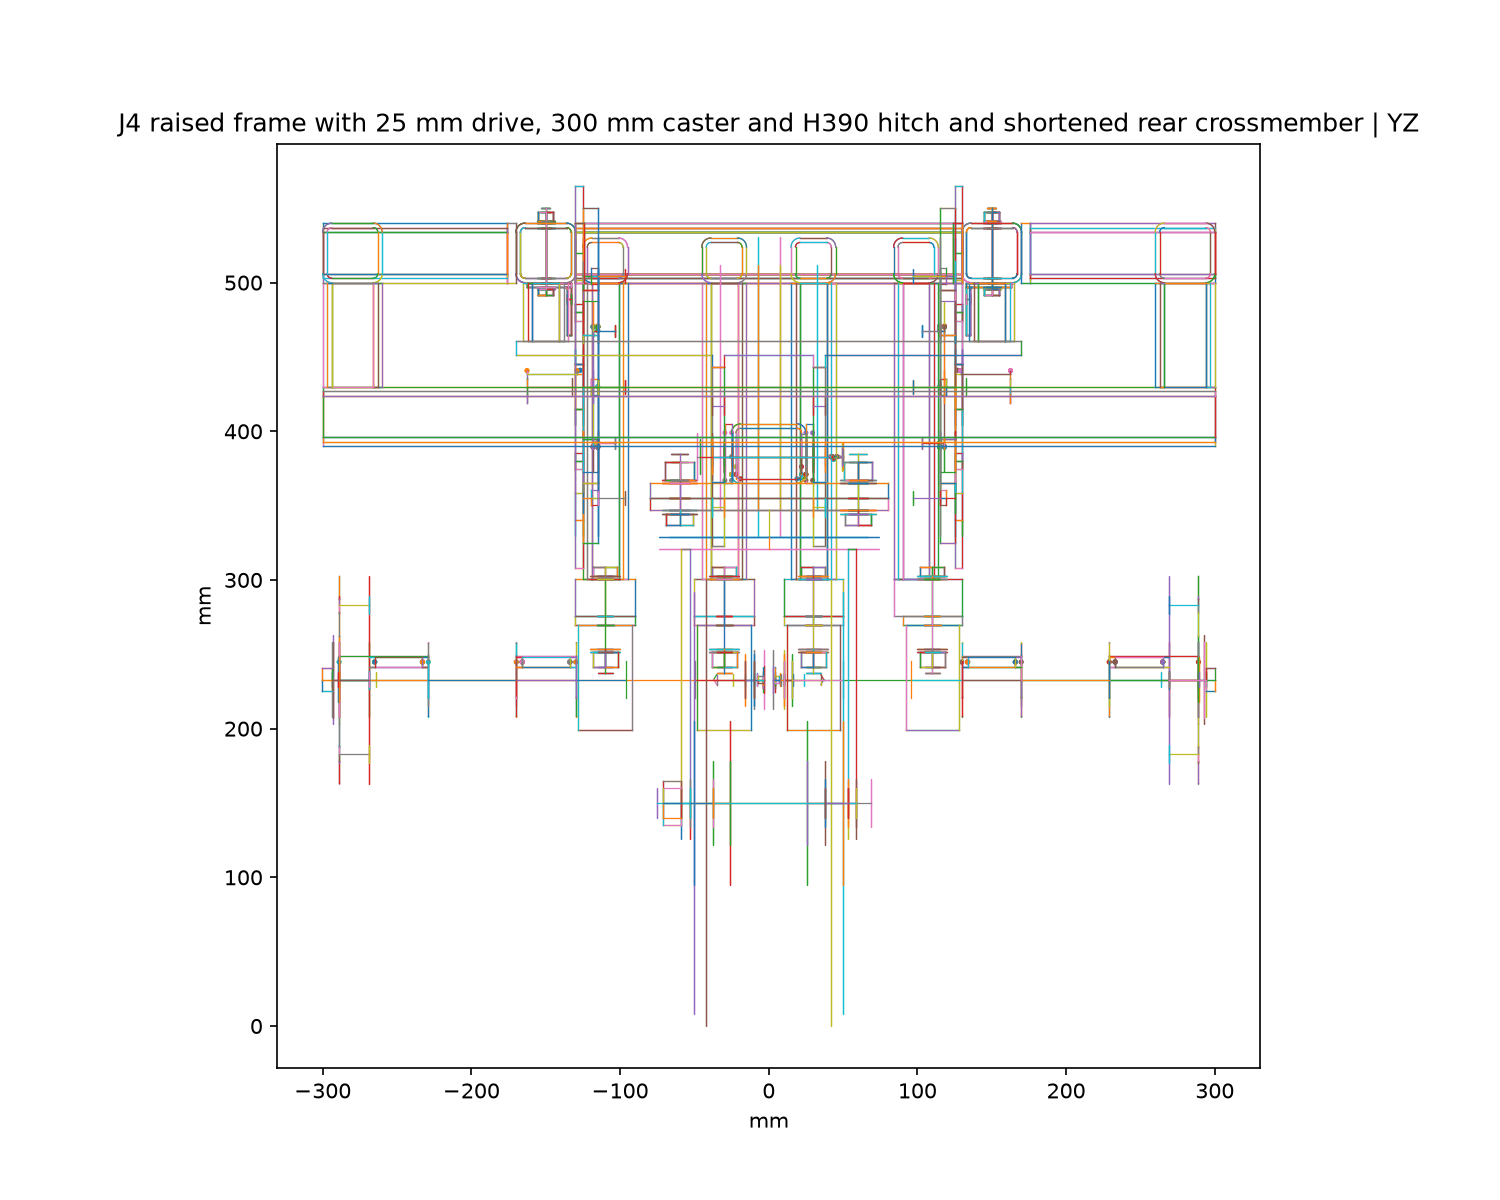 J4 raised frame with 25 mm drive, 300 mm caster and H390 hitch and shortened rear crossmember | YZ
500
400
300
200
100
0
mm
−300 −200 −100 0 100 200 300
mm